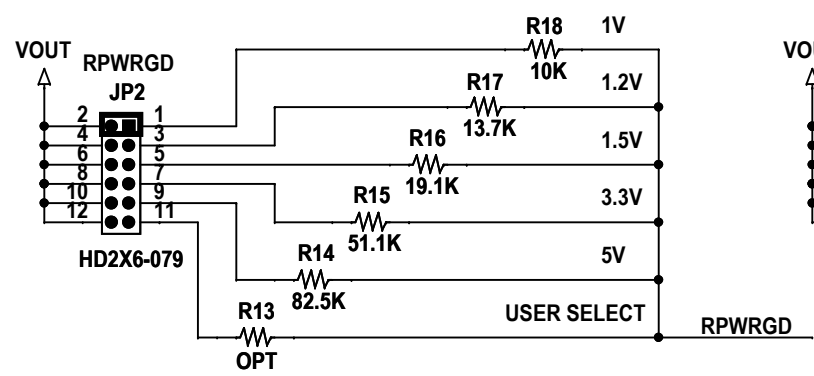 R18
1V
10K
VOUT
RPWRGD
JP2
R17
1.2V
13.7K
2
1
4
3
6
5
8
7
10
9
12
11
R16
1.5V
19.1K
R15
3.3V
51.1K
HD2X6-079
R14
5V
82.5K
R13
USER SELECT
RPWRGD
OPT
VOU